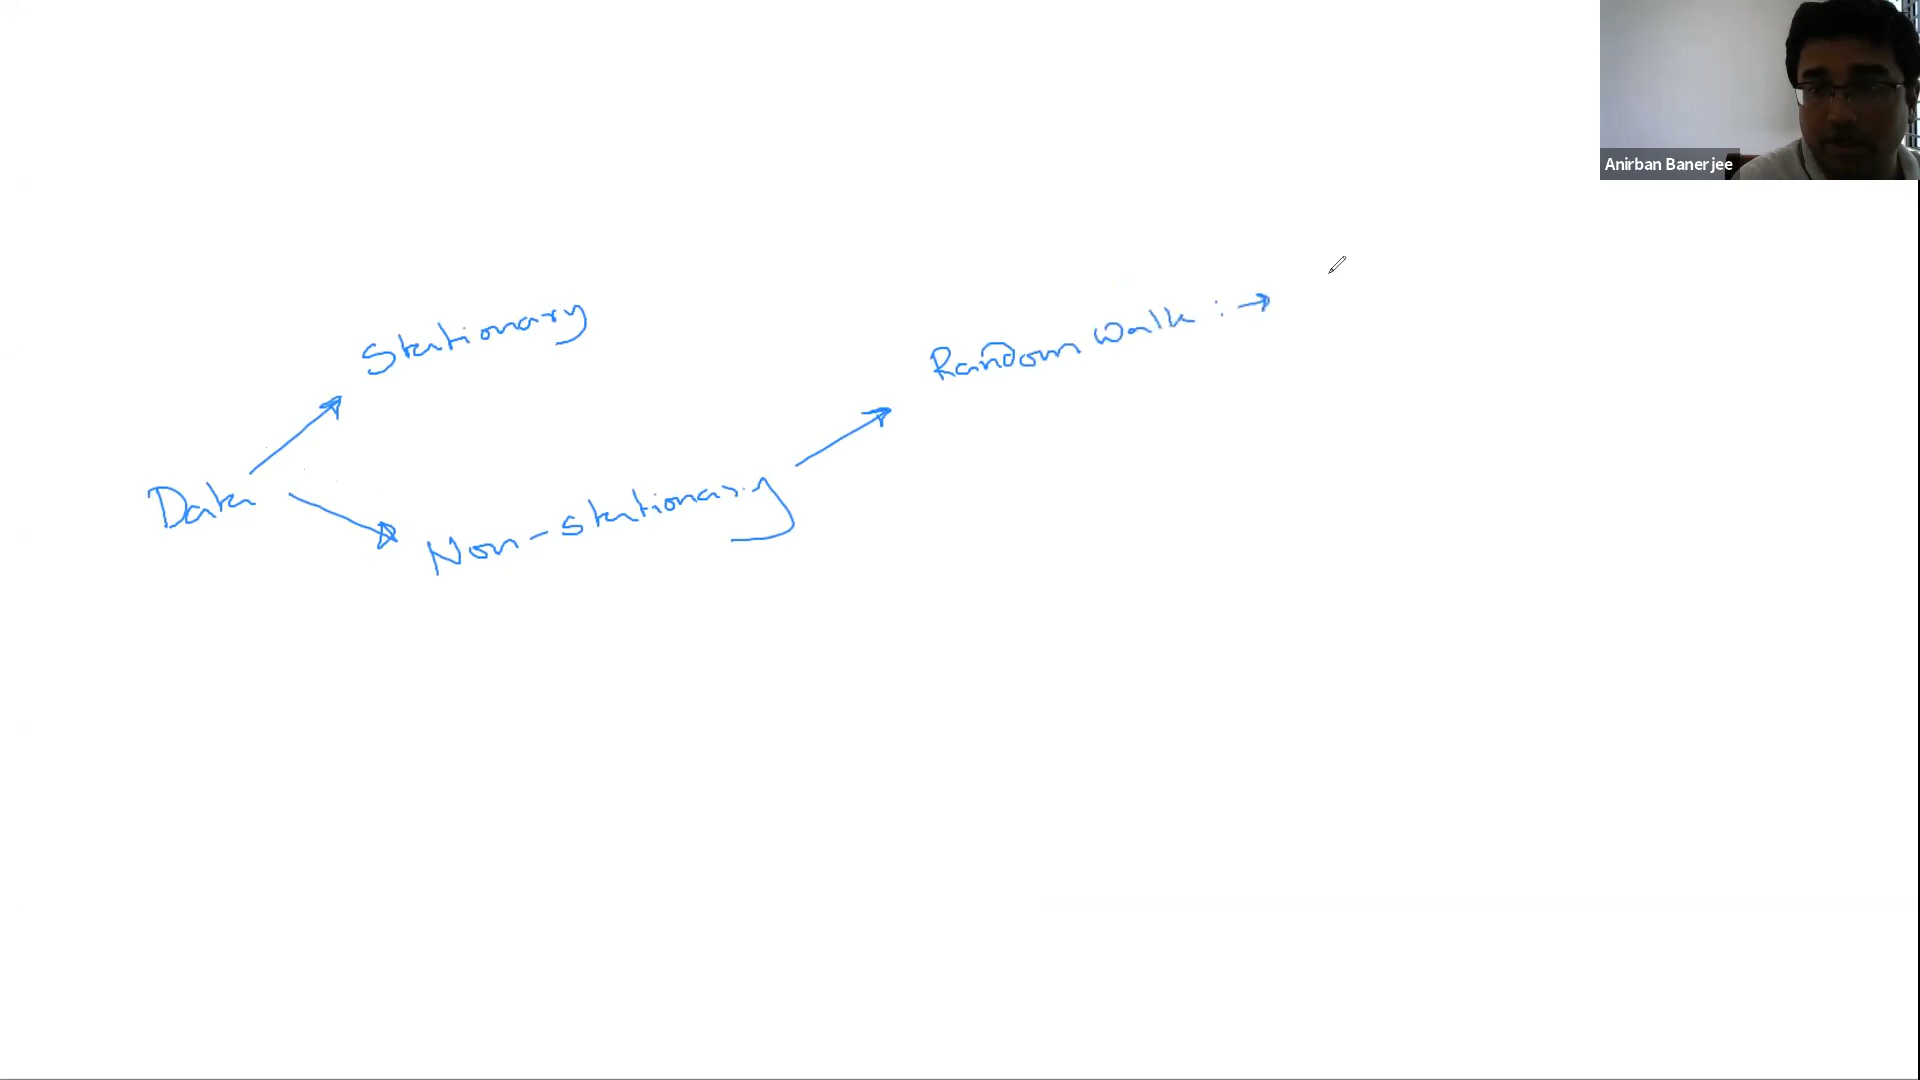 Anirban Banerjee
Stationary
Random Walk : →
Data
Non-stationary